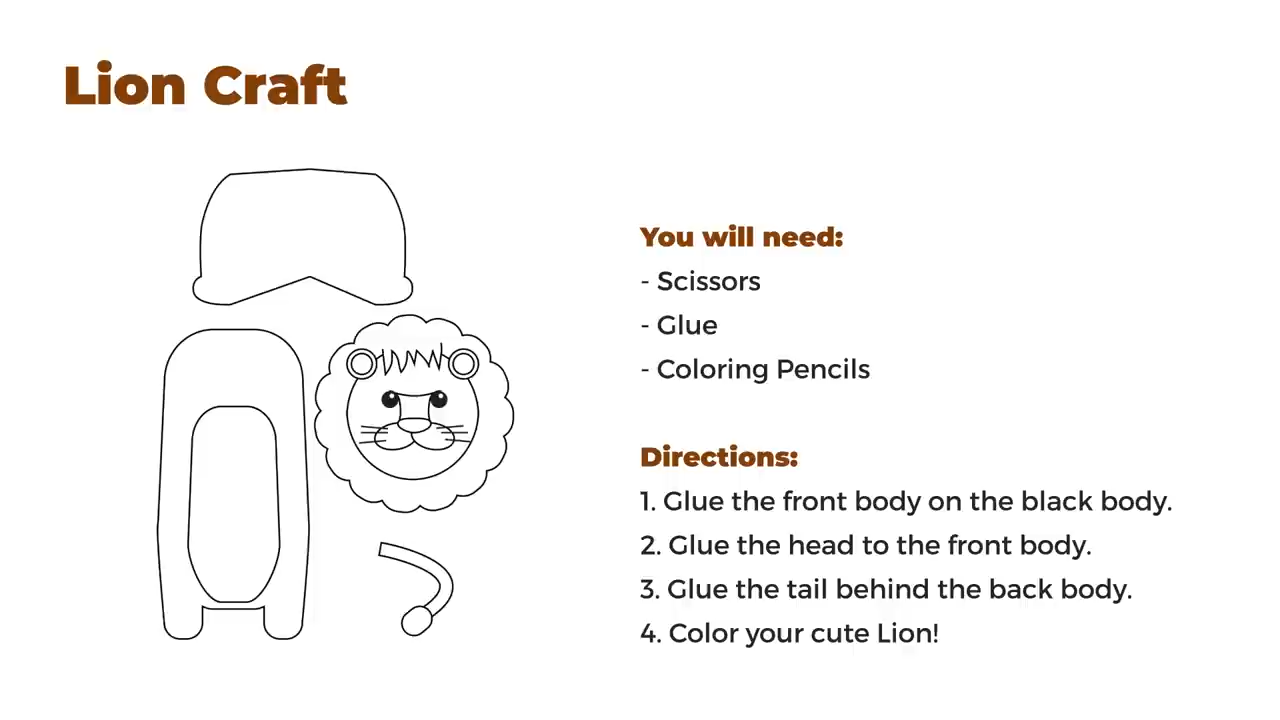 Lion Craft
You will need:
- Scissors
- Glue
- Coloring Pencils
Directions:
1. Glue the front body on the black body.
2. Glue the head to the front body.
3. Glue the tail behind the back body.
4. Color your cute Lion!